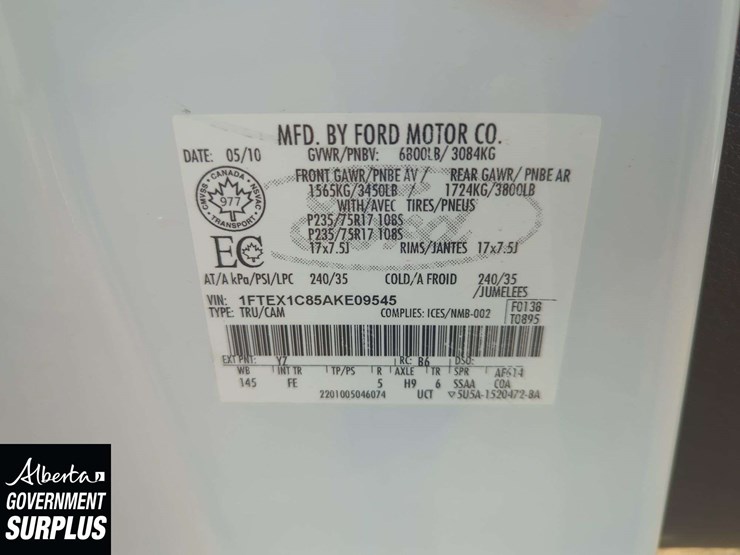 MFD. BY FORD MOTOR CO.
DATE: 05/10 GVWR/PNBV: 6800LB/ 3084KG
FRONT GAWR/PNBE AV / REAR GAWR/ PNBE AR
1565KG/3450LB 1724KG/3800LB
WITH/AVEC TIRES/PNEUS
P235/75R17 108S
P235/75R17 108S
17x7.5J RIMS/JANTES 17x7.5J
CMVSS · CANADA · NSVAC
977
TRANSPORT
EC
AT/A kPa/PSI/LPC 240/35 COLD/A FROID 240/35
/JUMELEES
VIN: 1FTEX1C85AKE09545
TYPE: TRU/CAM COMPLIES: ICES/NMB-002
F0138
T0895
EXT PNT: YZ RC: B6 DSO:
WB INT TR TP/PS R AXLE TR SPR AF614
145 FE 5 H9 6 SSAA COA
2201005046074 UCT ▽5U5A-1520472-BA
Alberta
GOVERNMENT
SURPLUS